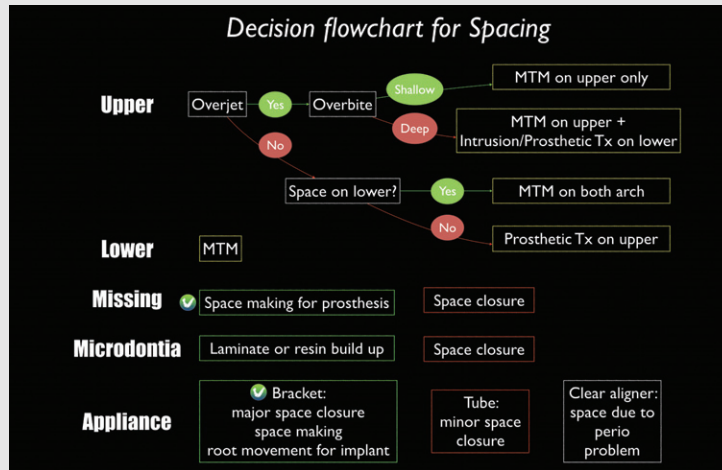 Decision flowchart for Spacing
Upper
Overjet
Yes
Overbite
Shallow
MTM on upper only
Deep
MTM on upper +
Intrusion/Prosthetic Tx on lower
No
Space on lower?
Yes
MTM on both arch
No
Prosthetic Tx on upper
Lower
MTM
Missing
Space making for prosthesis
Space closure
Microdontia
Laminate or resin build up
Space closure
Appliance
Bracket:
major space closure
space making
root movement for implant
Tube:
minor space
closure
Clear aligner:
space due to
perio
problem